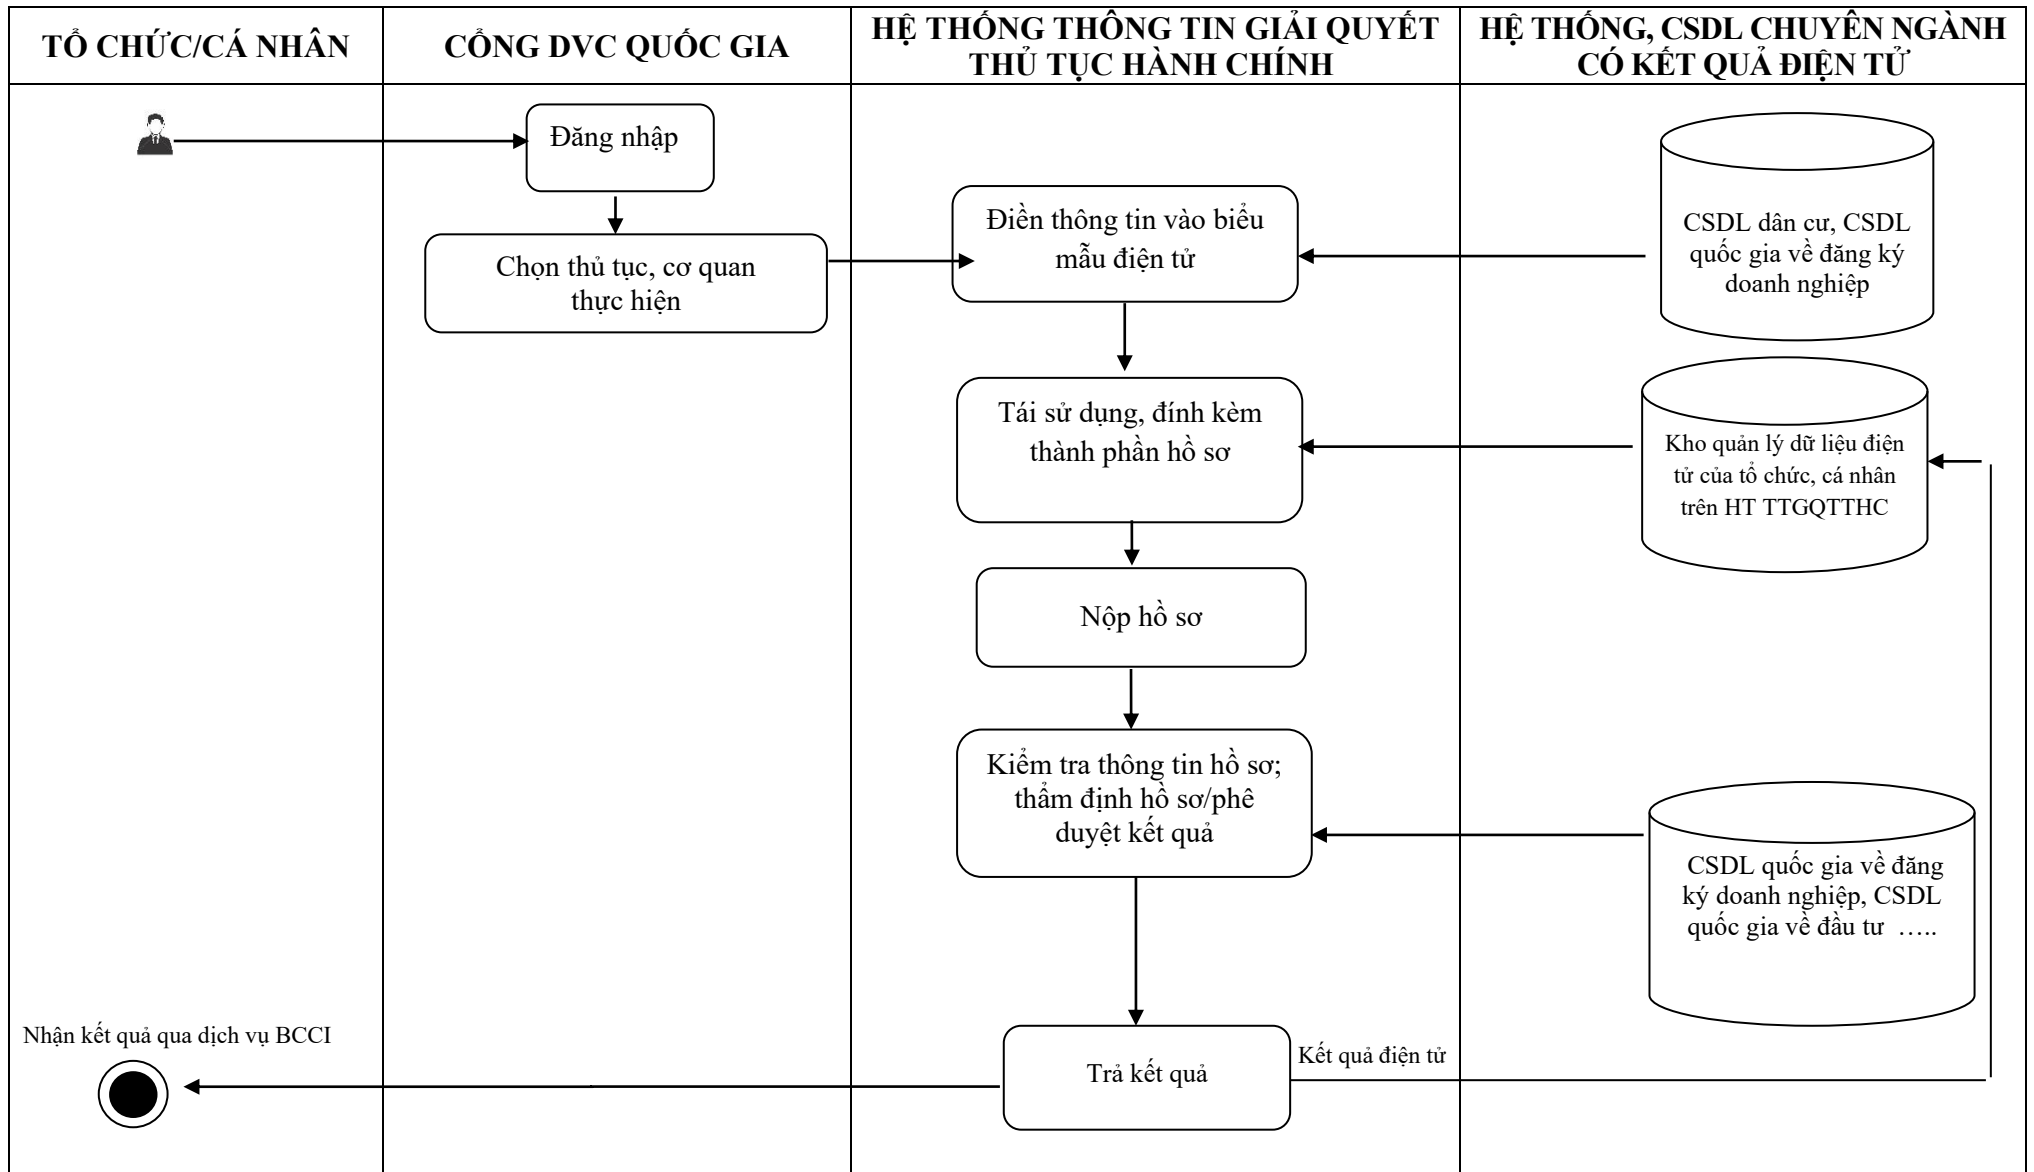 TỔ CHỨC/CÁ NHÂN
CỔNG DVC QUỐC GIA
HỆ THỐNG THÔNG TIN GIẢI QUYẾT
THỦ TỤC HÀNH CHÍNH
HỆ THỐNG, CSDL CHUYÊN NGÀNH
CÓ KẾT QUẢ ĐIỆN TỬ
Đăng nhập
Chọn thủ tục, cơ quan
thực hiện
Điền thông tin vào biểu
mẫu điện tử
CSDL dân cư, CSDL
quốc gia về đăng ký
doanh nghiệp
Tái sử dụng, đính kèm
thành phần hồ sơ
Kho quản lý dữ liệu điện
tử của tổ chức, cá nhân
trên HT TTGQTTHC
Nộp hồ sơ
Kiểm tra thông tin hồ sơ;
thẩm định hồ sơ/phê
duyệt kết quả
CSDL quốc gia về đăng
ký doanh nghiệp, CSDL
quốc gia về đầu tư …..
Nhận kết quả qua dịch vụ BCCI
Trả kết quả
Kết quả điện tử